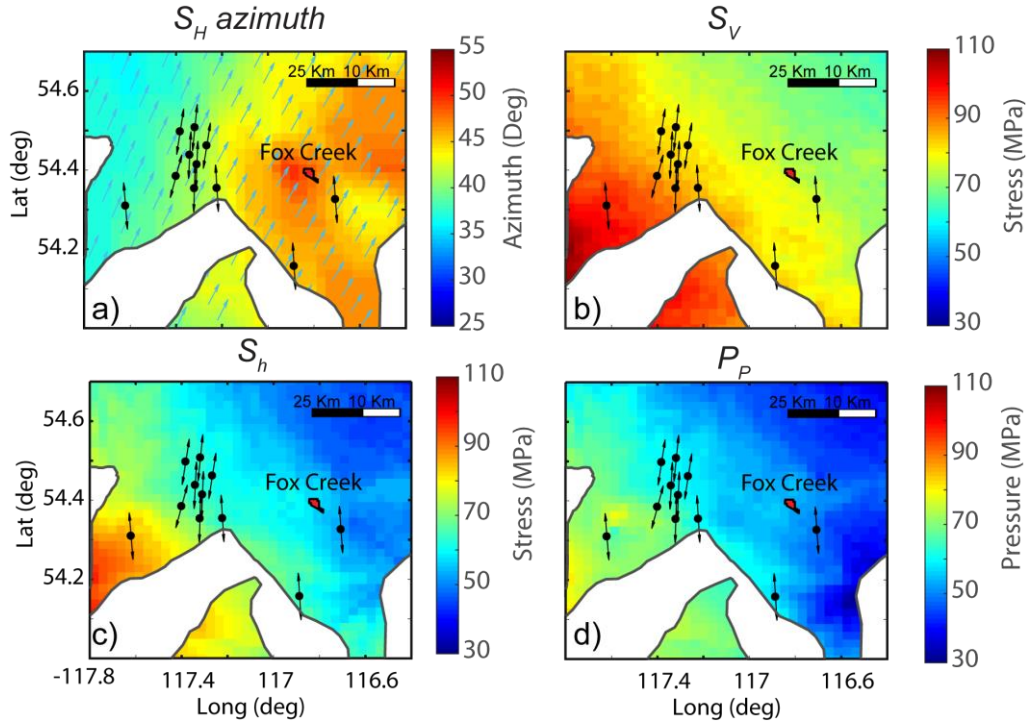 S_H azimuth
S_V
55
50
45
40
35
30
25
Azimuth (Deg)
110
90
70
50
30
Stress (MPa)
54.6
54.4
54.2
Lat (deg)
25 Km 10 Km
Fox Creek
a)
25 Km 10 Km
Fox Creek
b)
S_h
P_P
110
90
70
50
30
Stress (MPa)
110
90
70
50
30
Pressure (MPa)
54.6
54.4
54.2
Lat (deg)
25 Km 10 Km
Fox Creek
c)
25 Km 10 Km
Fox Creek
d)
-117.8 117.4 117 116.6
Long (deg)
117.4 117 116.6
Long (deg)